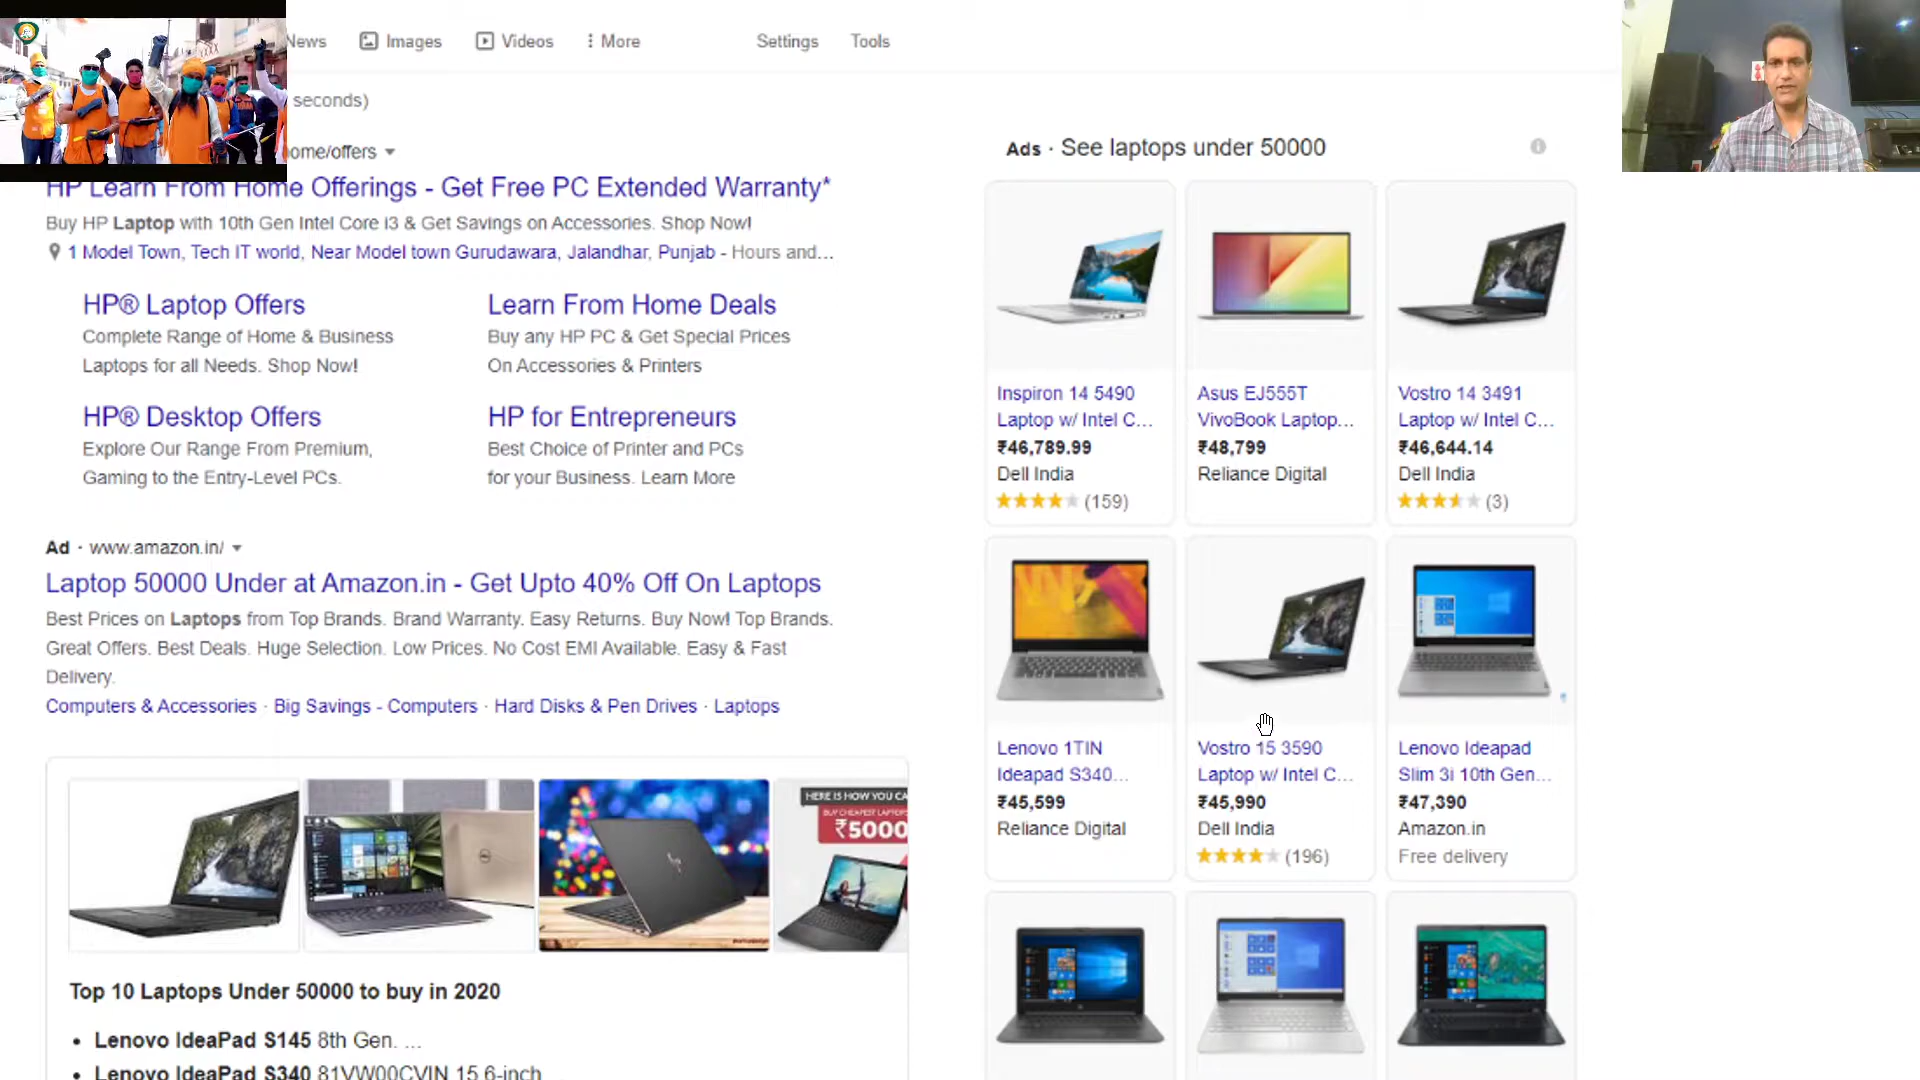 News
Images
Videos
More
Settings
Tools
seconds)
ome/offers
HP Learn From Home Offerings - Get Free PC Extended Warranty*
Buy HP Laptop with 10th Gen Intel Core i3 & Get Savings on Accessories. Shop Now!
1 Model Town, Tech IT world, Near Model town Gurudawara, Jalandhar, Punjab - Hours and...
HP® Laptop Offers
Complete Range of Home & Business
Laptops for all Needs. Shop Now!
Learn From Home Deals
Buy any HP PC & Get Special Prices
On Accessories & Printers
HP® Desktop Offers
Explore Our Range From Premium,
Gaming to the Entry-Level PCs.
HP for Entrepreneurs
Best Choice of Printer and PCs
for your Business. Learn More
Ad · www.amazon.in/
Laptop 50000 Under at Amazon.in - Get Upto 40% Off On Laptops
Best Prices on Laptops from Top Brands. Brand Warranty. Easy Returns. Buy Now! Top Brands.
Great Offers. Best Deals. Huge Selection. Low Prices. No Cost EMI Available. Easy & Fast
Delivery.
Computers & Accessories · Big Savings - Computers · Hard Disks & Pen Drives · Laptops
HERE IS HOW YOU CA
BUY CHEAPEST LAPTOPS
₹5000
Top 10 Laptops Under 50000 to buy in 2020
• Lenovo IdeaPad S145 8th Gen. ...
• Lenovo IdeaPad S340 81VW00CVIN 15.6-inch
Ads · See laptops under 50000
Inspiron 14 5490
Laptop w/ Intel C...
₹46,789.99
Dell India
(159)
Asus EJ555T
VivoBook Laptop...
₹48,799
Reliance Digital
Vostro 14 3491
Laptop w/ Intel C...
₹46,644.14
Dell India
(3)
Lenovo 1TIN
Ideapad S340...
₹45,599
Reliance Digital
Vostro 15 3590
Laptop w/ Intel C...
₹45,990
Dell India
(196)
Lenovo Ideapad
Slim 3i 10th Gen...
₹47,390
Amazon.in
Free delivery